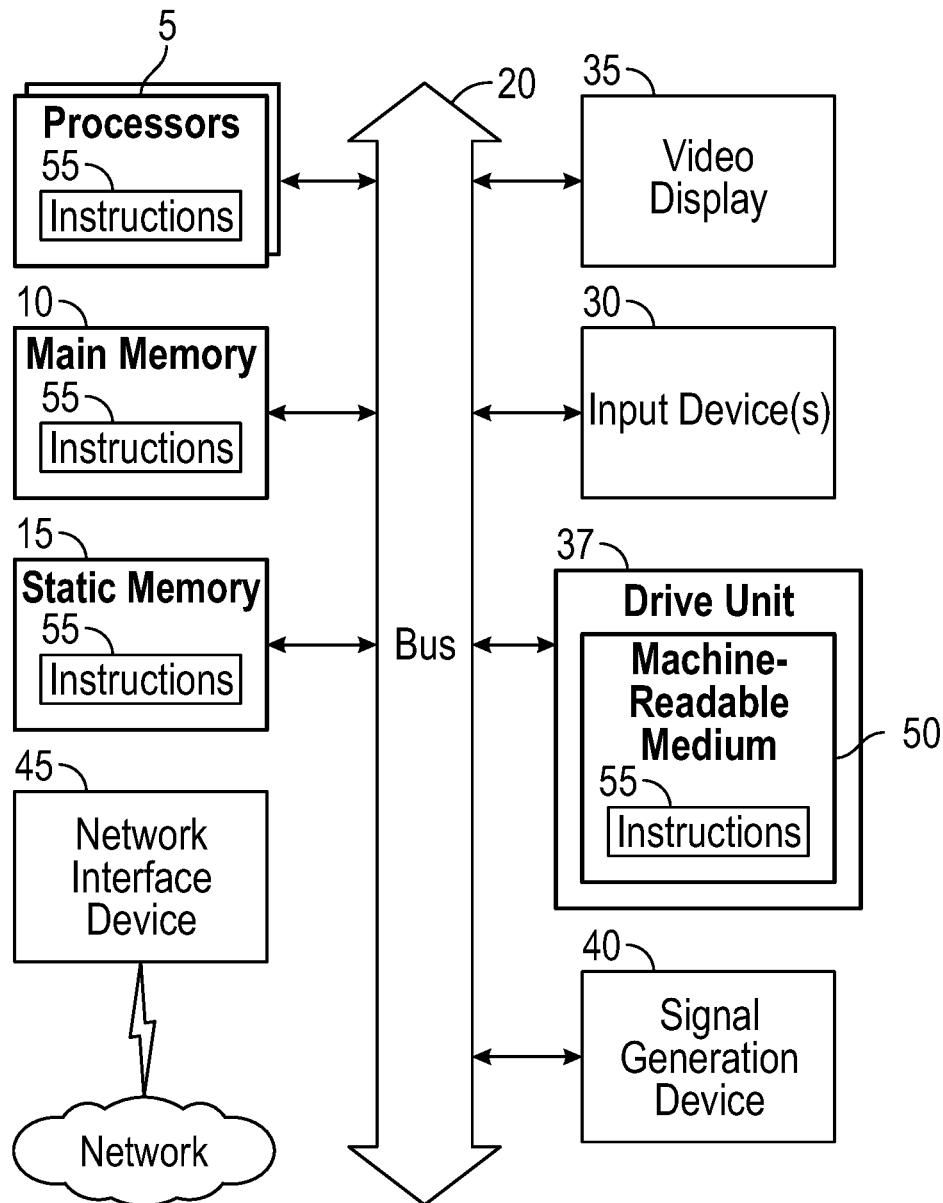 5
Processors
55
Instructions
10
Main Memory
55
Instructions
15
Static Memory
55
Instructions
45
Network
Interface
Device
Network
20
Bus
35
Video
Display
30
Input Device(s)
37
Drive Unit
Machine-
Readable
Medium
50
55
Instructions
40
Signal
Generation
Device